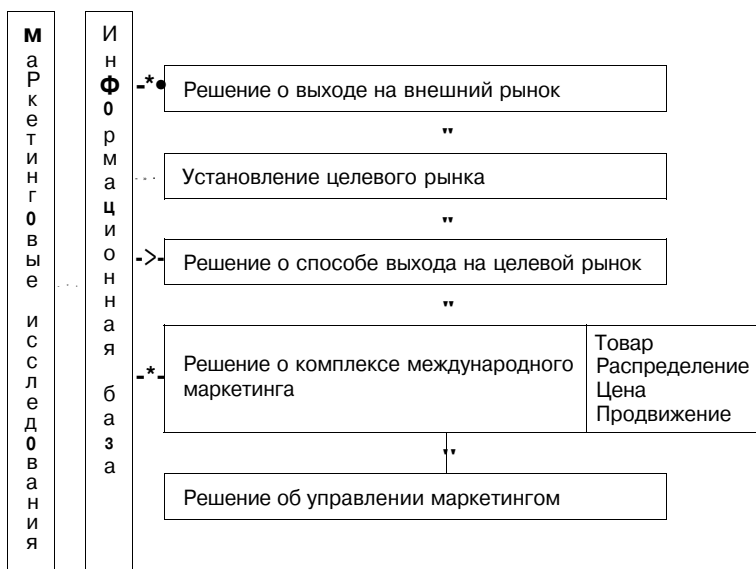 Маркетинговые исследования
Информационная база
Решение о выходе на внешний рынок
Установление целевого рынка
Решение о способе выхода на целевой рынок
Решение о комплексе международного
маркетинга
Товар
Распределение
Цена
Продвижение
Решение об управлении маркетингом